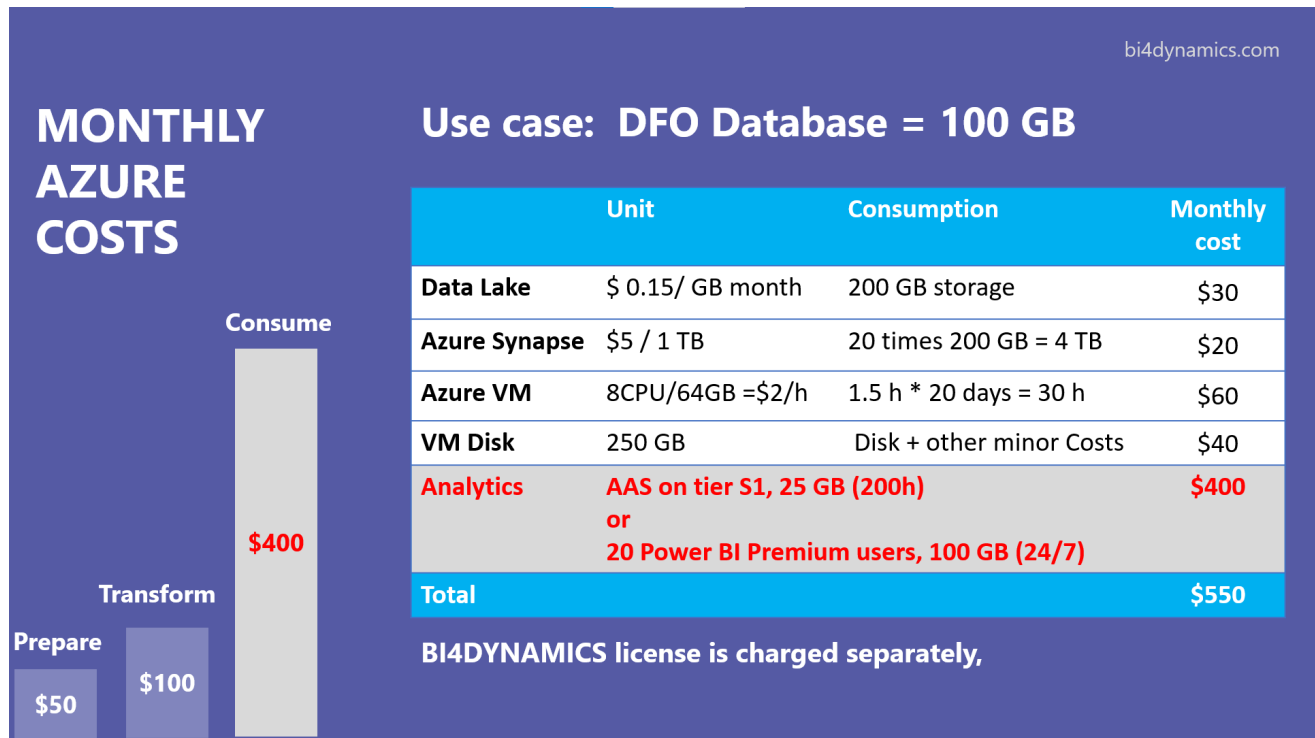 bi4dynamics.com
MONTHLY
AZURE
COSTS
Use case:  DFO Database = 100 GB
Unit Consumption Monthly
cost
Data Lake $ 0.15/ GB month 200 GB storage $30
Azure Synapse $5 / 1 TB 20 times 200 GB = 4 TB $20
Azure VM 8CPU/64GB =$2/h 1.5 h * 20 days = 30 h $60
VM Disk 250 GB Disk + other minor Costs $40
Analytics AAS on tier S1, 25 GB (200h) $400
or
20 Power BI Premium users, 100 GB (24/7)
Total $550
BI4DYNAMICS license is charged separately,
Consume
$400
Transform
$100
Prepare
$50